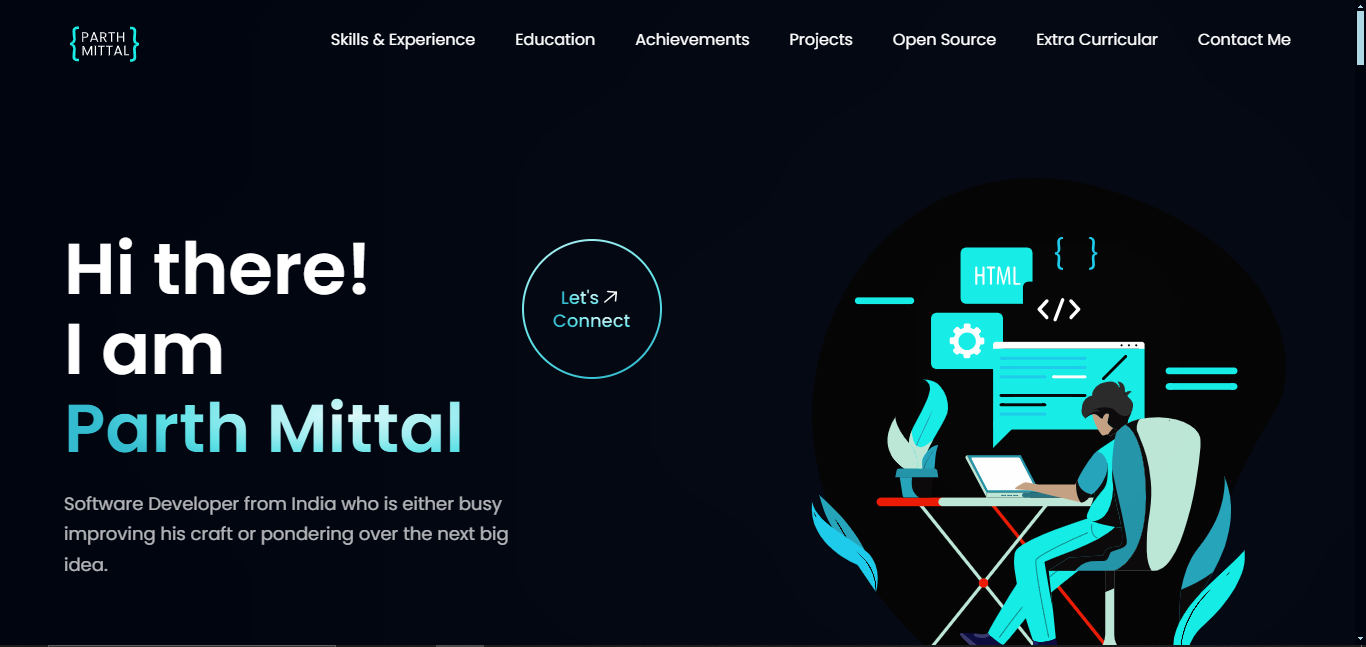 {PARTH
MITTAL}
Skills & Experience Education Achievements Projects Open Source Extra Curricular Contact Me
Hi there!
I am
Parth Mittal
Software Developer from India who is either busy
improving his craft or pondering over the next big
idea.
Let's
Connect
HTML
{ }
</>